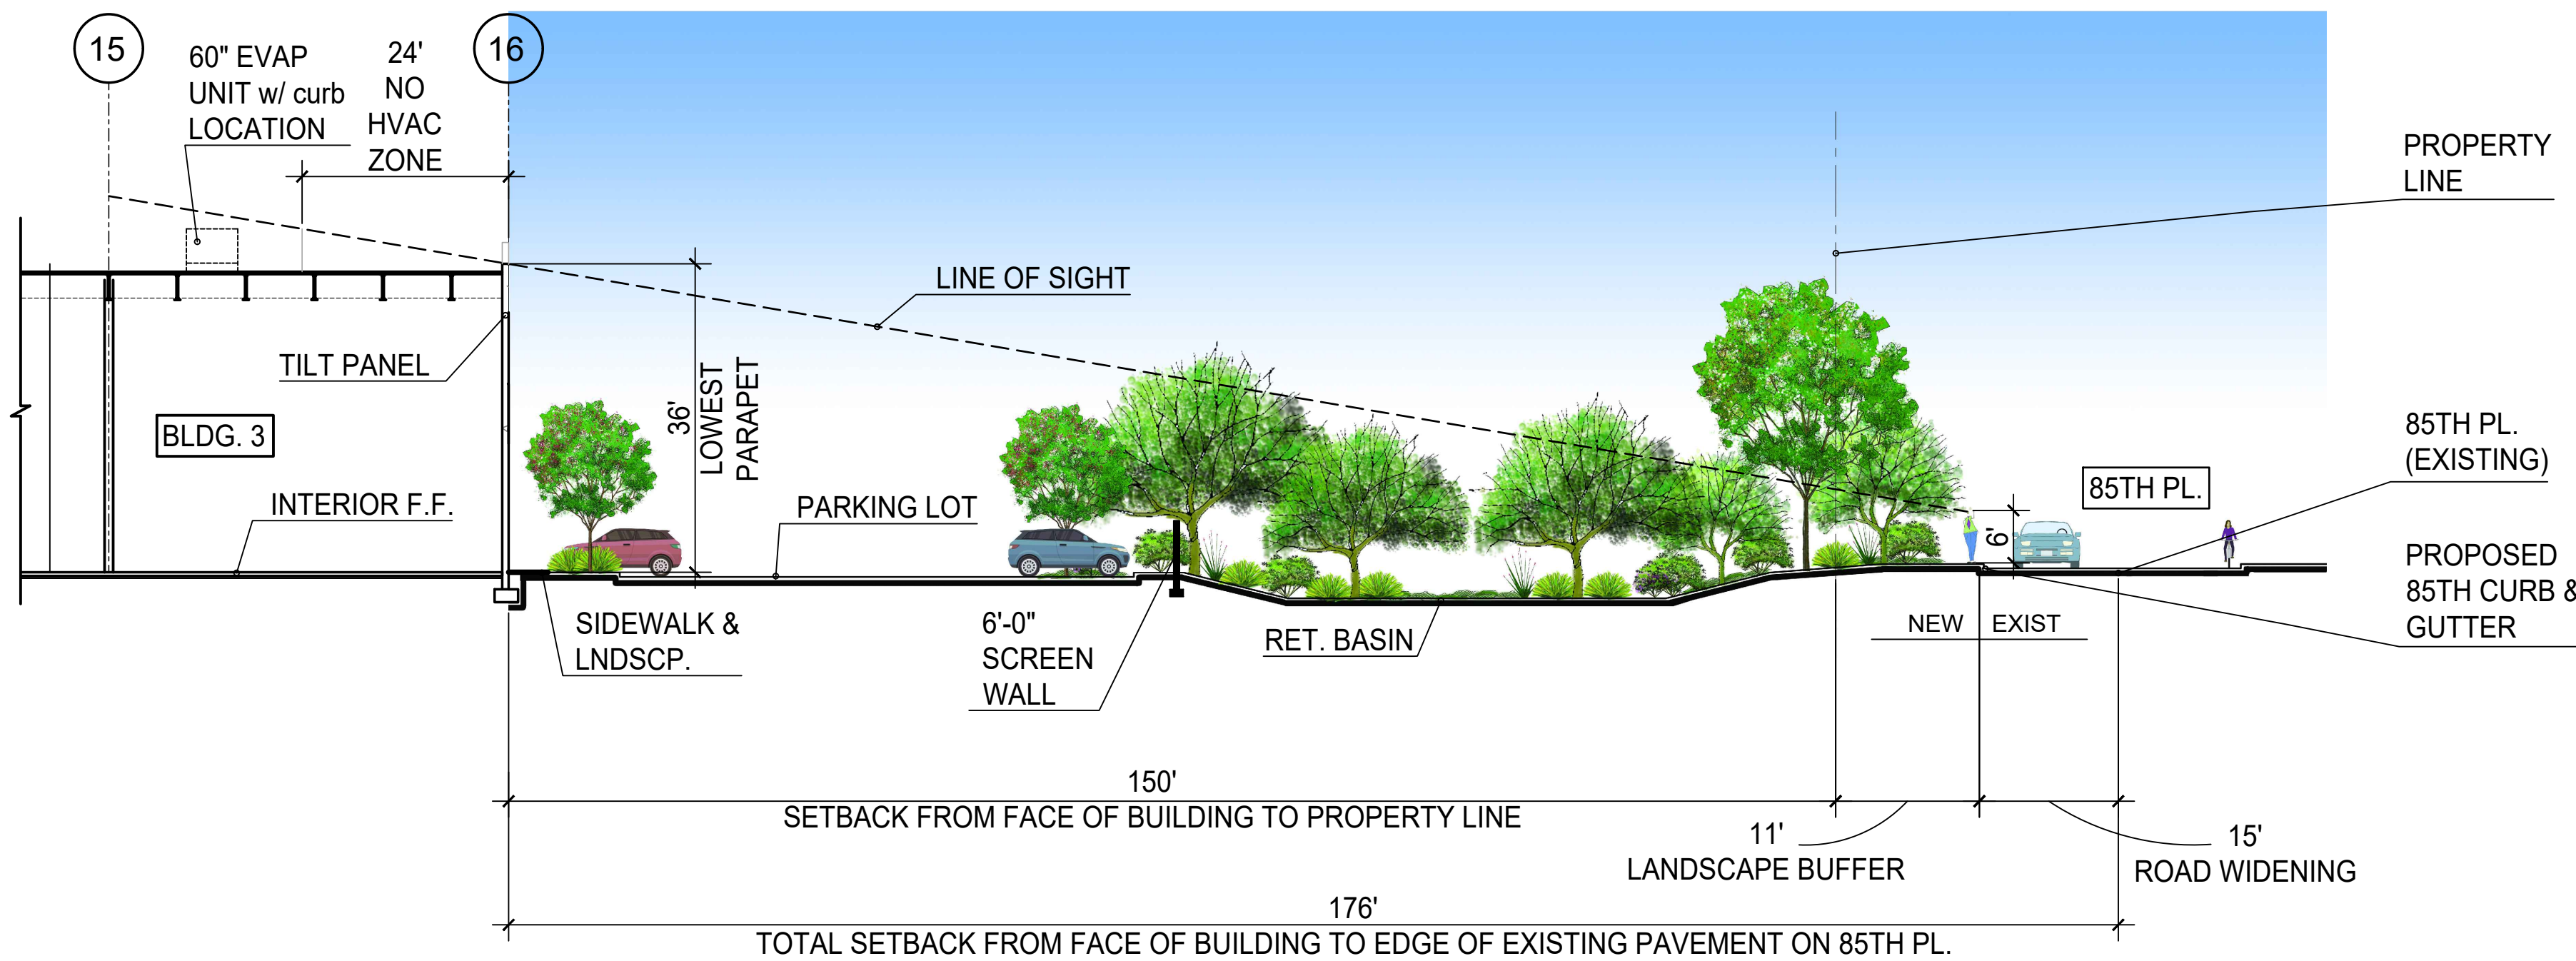 15
60" EVAP
UNIT w/ curb
LOCATION
24'
NO
HVAC
ZONE
16
PROPERTY
LINE
LINE OF SIGHT
TILT PANEL
36'
LOWEST
PARAPET
BLDG. 3
85TH PL.
(EXISTING)
85TH PL.
INTERIOR F.F.
PARKING LOT
6'
PROPOSED
85TH CURB &
GUTTER
SIDEWALK &
LNDSCP.
6'-0"
SCREEN
WALL
RET. BASIN
NEW
EXIST
150'
SETBACK FROM FACE OF BUILDING TO PROPERTY LINE
11'
LANDSCAPE BUFFER
15'
ROAD WIDENING
176'
TOTAL SETBACK FROM FACE OF BUILDING TO EDGE OF EXISTING PAVEMENT ON 85TH PL.